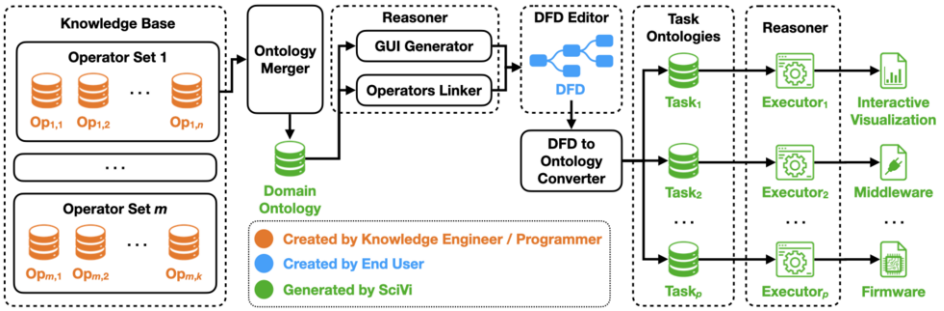 Knowledge Base
Operator Set 1
Op1,1
Op1,2
...
Op1,n
...
Operator Set m
Opm,1
Opm,2
...
Opm,k
Ontology
Merger
Domain
Ontology
Reasoner
GUI Generator
Operators Linker
DFD Editor
DFD
DFD to
Ontology
Converter
Task
Ontologies
Task1
Task2
...
Taskp
Reasoner
Executor1
Executor2
...
Executorp
Interactive
Visualization
Middleware
...
Firmware
Created by Knowledge Engineer / Programmer
Created by End User
Generated by SciVi